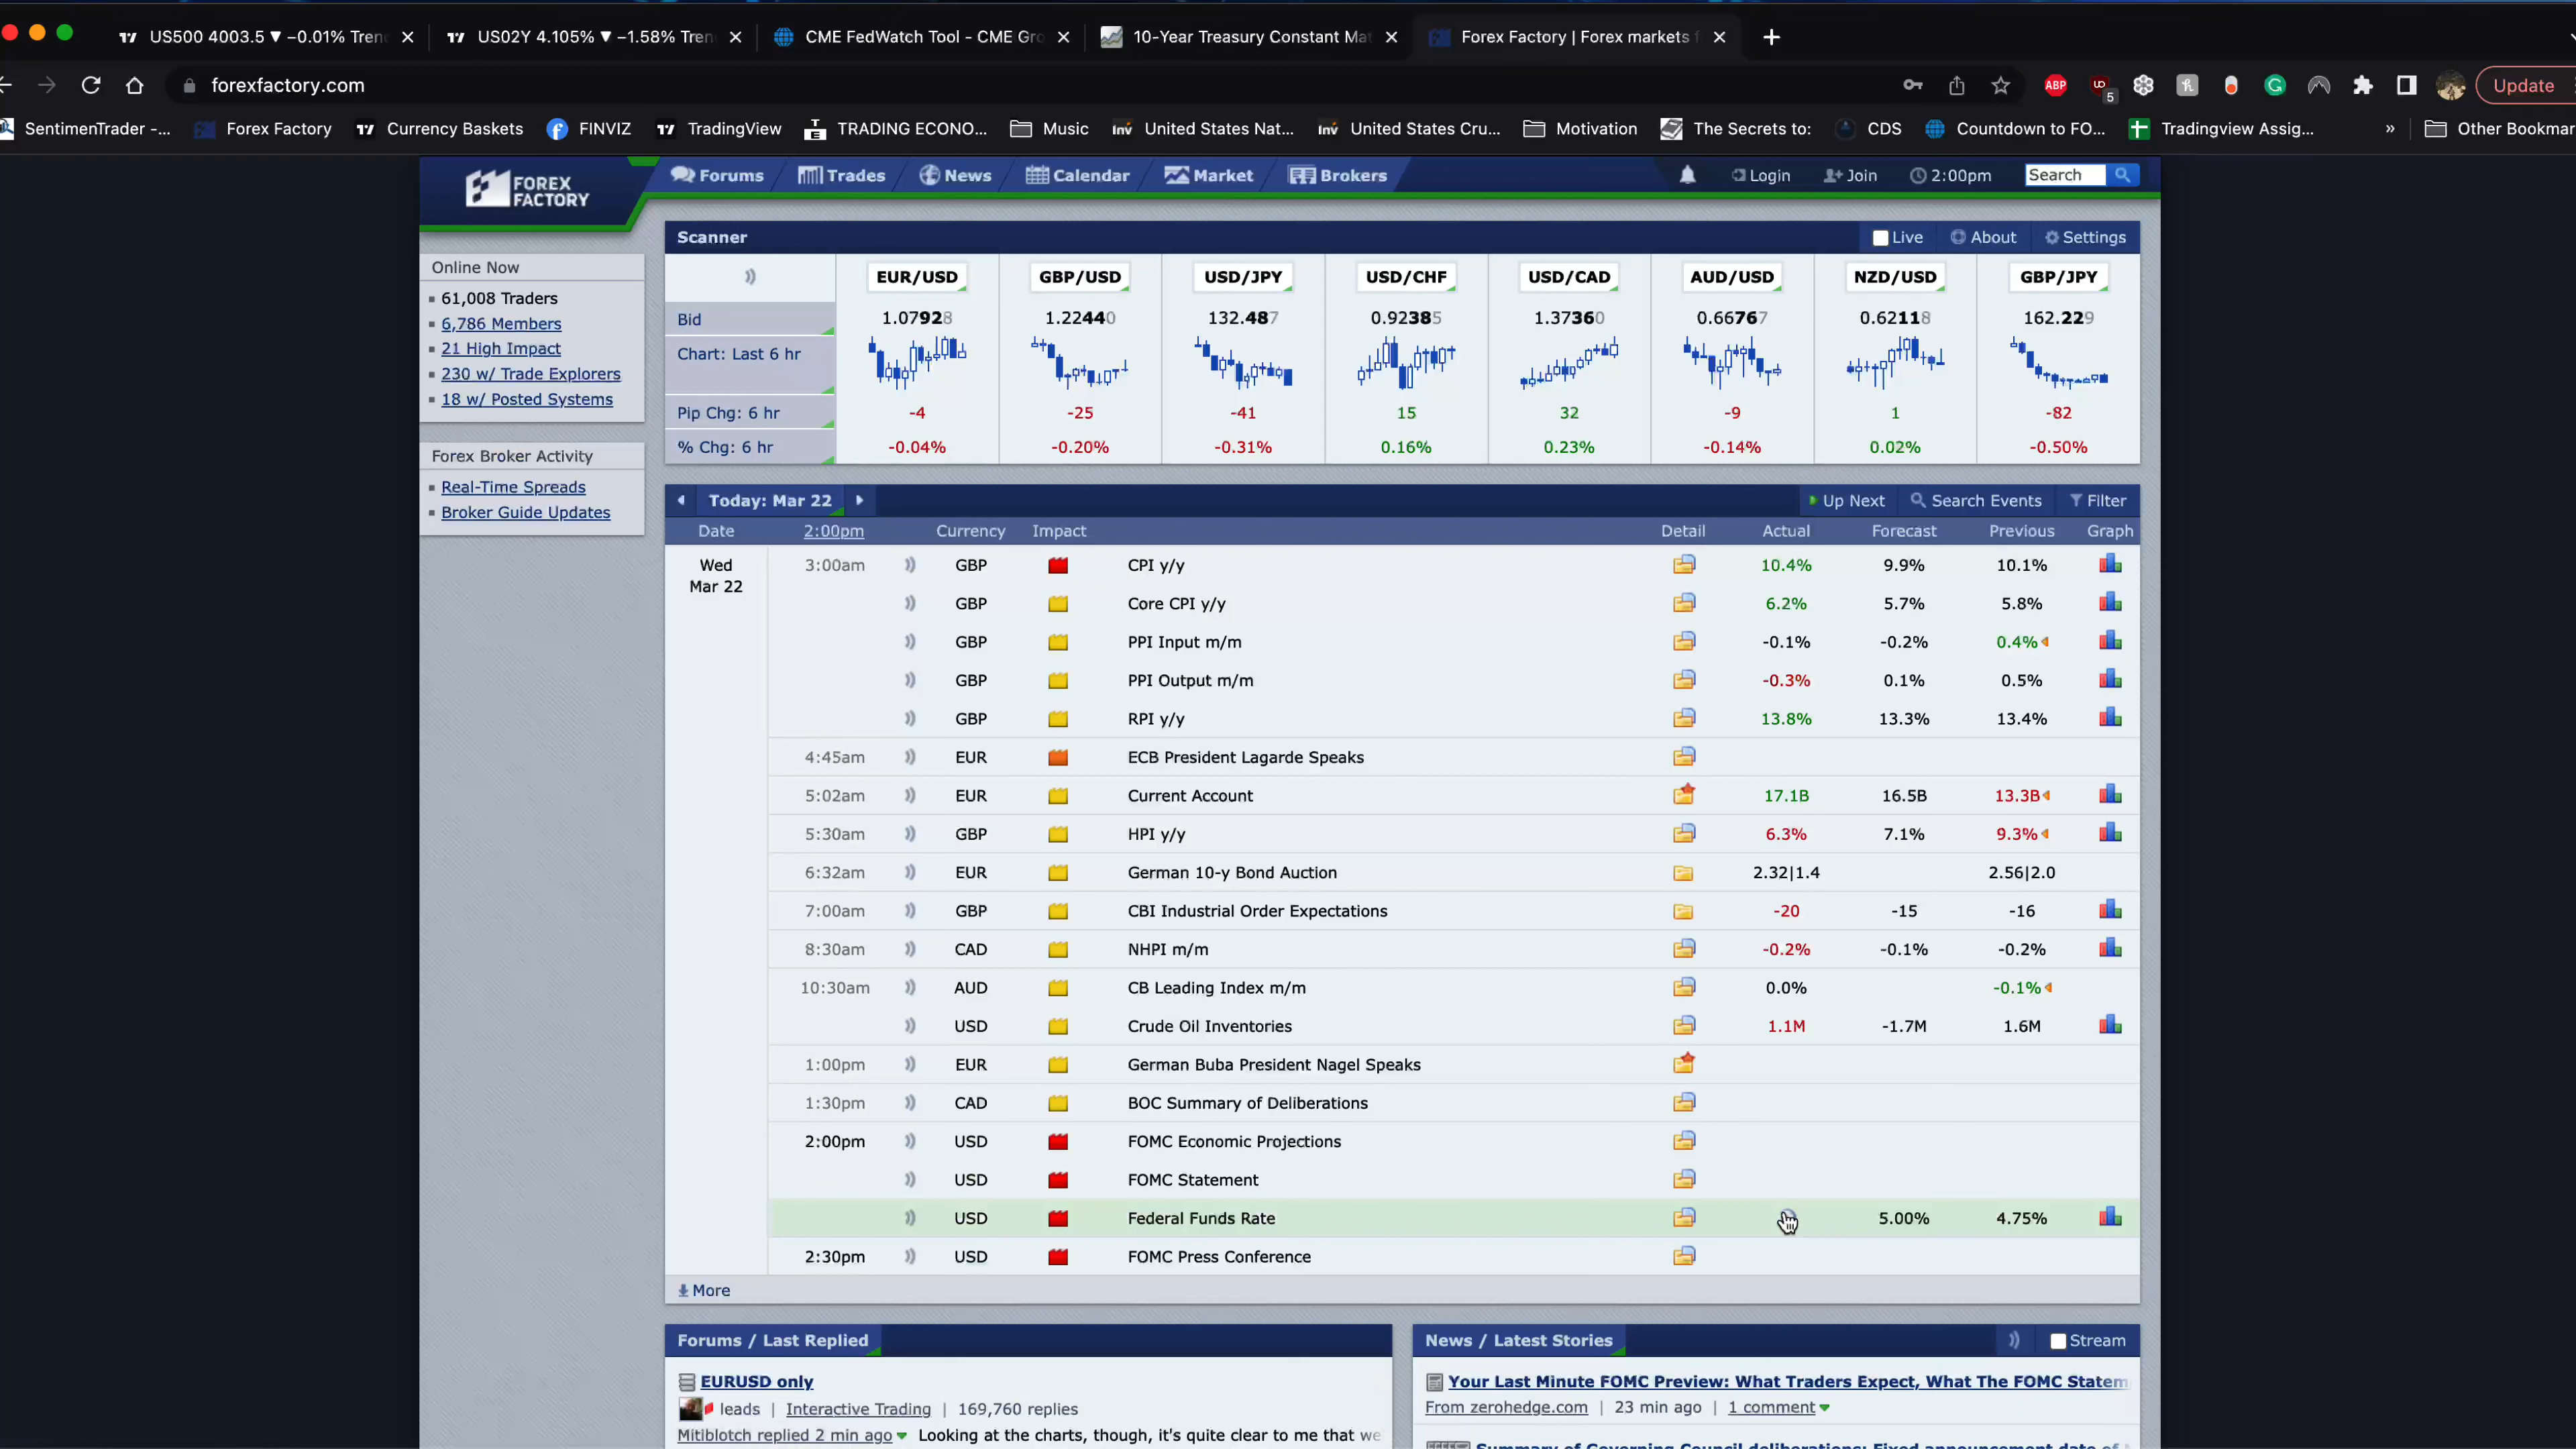 US500 4003.5 ▼ −0.01% Tren
US02Y 4.105% ▼ −1.58% Tren
CME FedWatch Tool - CME Gro
10-Year Treasury Constant Mat
Forex Factory | Forex markets f
forexfactory.com
ABP
5
Update
SentimenTrader -...
Forex Factory
Currency Baskets
FINVIZ
TradingView
TRADING ECONO...
Music
Inv United States Nat...
Inv United States Cru...
Motivation
The Secrets to:
CDS
Countdown to FO...
Tradingview Assig...
»
Other Bookmar
FOREX
FACTORY
Forums
Trades
News
Calendar
Market
Brokers
Login
Join
2:00pm
Search
Online Now
61,008 Traders
6,786 Members
21 High Impact
230 w/ Trade Explorers
18 w/ Posted Systems
Forex Broker Activity
Real-Time Spreads
Broker Guide Updates
Scanner Live About Settings
EUR/USD GBP/USD USD/JPY USD/CHF USD/CAD AUD/USD NZD/USD GBP/JPY
Bid 1.07928 1.22440 132.487 0.92385 1.37360 0.66767 0.62118 162.229
Chart: Last 6 hr
Pip Chg: 6 hr -4 -25 -41 15 32 -9 1 -82
% Chg: 6 hr -0.04% -0.20% -0.31% 0.16% 0.23% -0.14% 0.02% -0.50%
Today: Mar 22 Up Next Search Events Filter
Date 2:00pm Currency Impact Detail Actual Forecast Previous Graph
Wed 3:00am GBP CPI y/y 10.4% 9.9% 10.1%
Mar 22
GBP Core CPI y/y 6.2% 5.7% 5.8%
GBP PPI Input m/m -0.1% -0.2% 0.4%
GBP PPI Output m/m -0.3% 0.1% 0.5%
GBP RPI y/y 13.8% 13.3% 13.4%
4:45am EUR ECB President Lagarde Speaks
5:02am EUR Current Account 17.1B 16.5B 13.3B
5:30am GBP HPI y/y 6.3% 7.1% 9.3%
6:32am EUR German 10-y Bond Auction 2.32|1.4 2.56|2.0
7:00am GBP CBI Industrial Order Expectations -20 -15 -16
8:30am CAD NHPI m/m -0.2% -0.1% -0.2%
10:30am AUD CB Leading Index m/m 0.0% -0.1%
USD Crude Oil Inventories 1.1M -1.7M 1.6M
1:00pm EUR German Buba President Nagel Speaks
1:30pm CAD BOC Summary of Deliberations
2:00pm USD FOMC Economic Projections
USD FOMC Statement
USD Federal Funds Rate 5.00% 4.75%
2:30pm USD FOMC Press Conference
More
Forums / Last Replied
EURUSD only
leads | Interactive Trading | 169,760 replies
Mitiblotch replied 2 min ago Looking at the charts, though, it's quite clear to me that we
News / Latest Stories Stream
Your Last Minute FOMC Preview: What Traders Expect, What The FOMC Statem
From zerohedge.com | 23 min ago | 1 comment
Summary of Governing Council deliberations: Fixed announcement date of